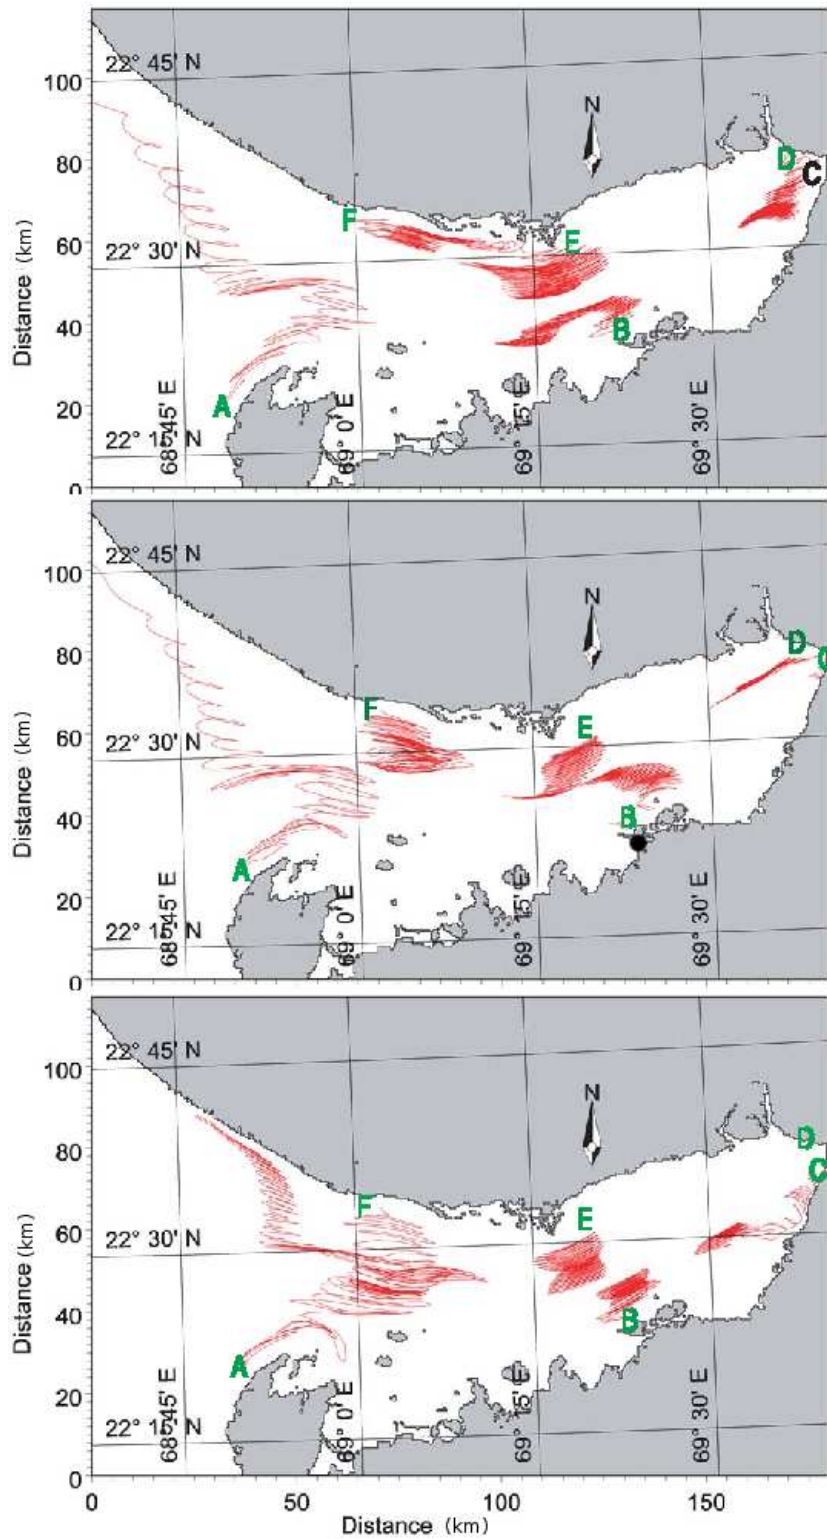 100
22° 45' N
80
N
D
C
F
E
60
22° 30' N
Distance (km)
40
B
A
20
22° 15' N
68° 45' E
69° 0' E
69° 15' E
69° 30' E
0
100
22° 45' N
80
N
D
C
F
E
60
22° 30' N
Distance (km)
40
B
A
20
22° 15' N
68° 45' E
69° 0' E
69° 15' E
69° 30' E
0
100
22° 45' N
80
N
D
C
F
E
60
22° 30' N
Distance (km)
40
B
A
20
22° 15' N
68° 45' E
69° 0' E
69° 15' E
69° 30' E
0
0 50 100 150
Distance (km)